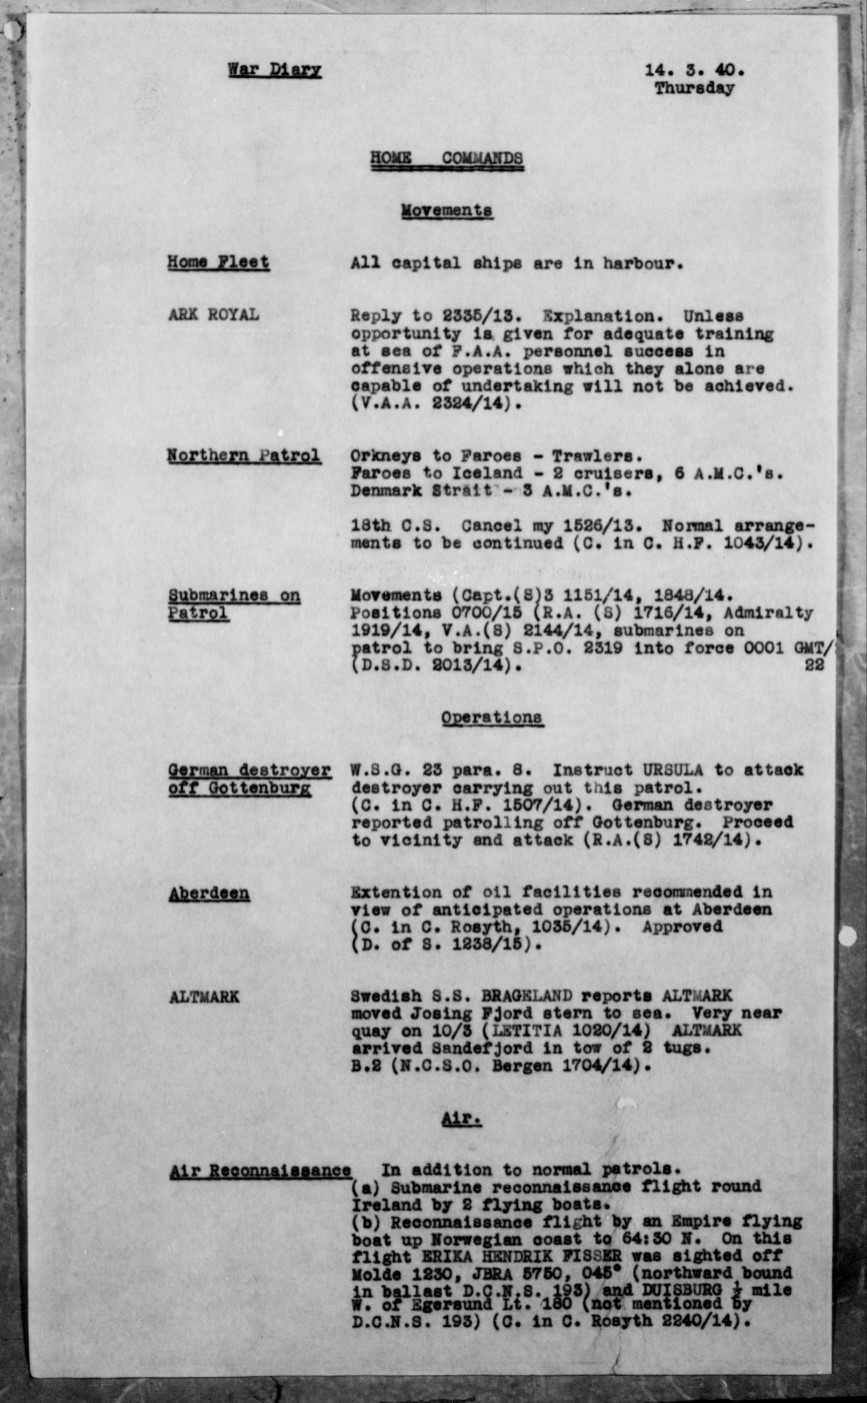 War Diary 14. 3. 40.
Thursday
HOME COMMANDS
Movements
Home Fleet All capital ships are in harbour.
ARK ROYAL Reply to 2335/13. Explanation. Unless
opportunity is given for adequate training
at sea of F.A.A. personnel success in
offensive operations which they alone are
capable of undertaking will not be achieved.
(V.A.A. 2324/14).
Northern Patrol Orkneys to Faroes - Trawlers.
Faroes to Iceland - 2 cruisers, 6 A.M.C.'s.
Denmark Strait - 3 A.M.C.'s.
18th C.S. Cancel my 1526/13. Normal arrange-
ments to be continued (C. in C. H.F. 1043/14).
Submarines on Movements (Capt.(S)3 1151/14, 1848/14.
Patrol Positions 0700/15 (R.A. (S) 1716/14, Admiralty
1919/14, V.A.(S) 2144/14, submarines on
patrol to bring S.P.O. 2319 into force 0001 GMT/
(D.S.D. 2013/14). 22
Operations
German destroyer W.S.G. 23 para. 8. Instruct URSULA to attack
off Gottenburg destroyer carrying out this patrol.
(C. in C. H.F. 1507/14). German destroyer
reported patrolling off Gottenburg. Proceed
to vicinity and attack (R.A.(S) 1742/14).
Aberdeen Extention of oil facilities recommended in
view of anticipated operations at Aberdeen
(C. in C. Rosyth, 1035/14). Approved
(D. of S. 1238/15).
ALTMARK Swedish S.S. BRAGELAND reports ALTMARK
moved Josing Fjord stern to sea. Very near
quay on 10/3 (LETITIA 1020/14) ALTMARK
arrived Sandefjord in tow of 2 tugs.
B.2 (N.C.S.O. Bergen 1704/14).
Air.
Air Reconnaissance In addition to normal patrols.
(a) Submarine reconnaissance flight round
Ireland by 2 flying boats.
(b) Reconnaissance flight by an Empire flying
boat up Norwegian coast to 64:30 N. On this
flight ERIKA HENDRIK FISSER was sighted off
Molde 1230, JBRA 5750, 045° (northward bound
in ballast D.C.N.S. 193) and DUISBURG ½ mile
W. of Egersund Lt. 180 (not mentioned by
D.C.N.S. 193) (C. in C. Rosyth 2240/14).